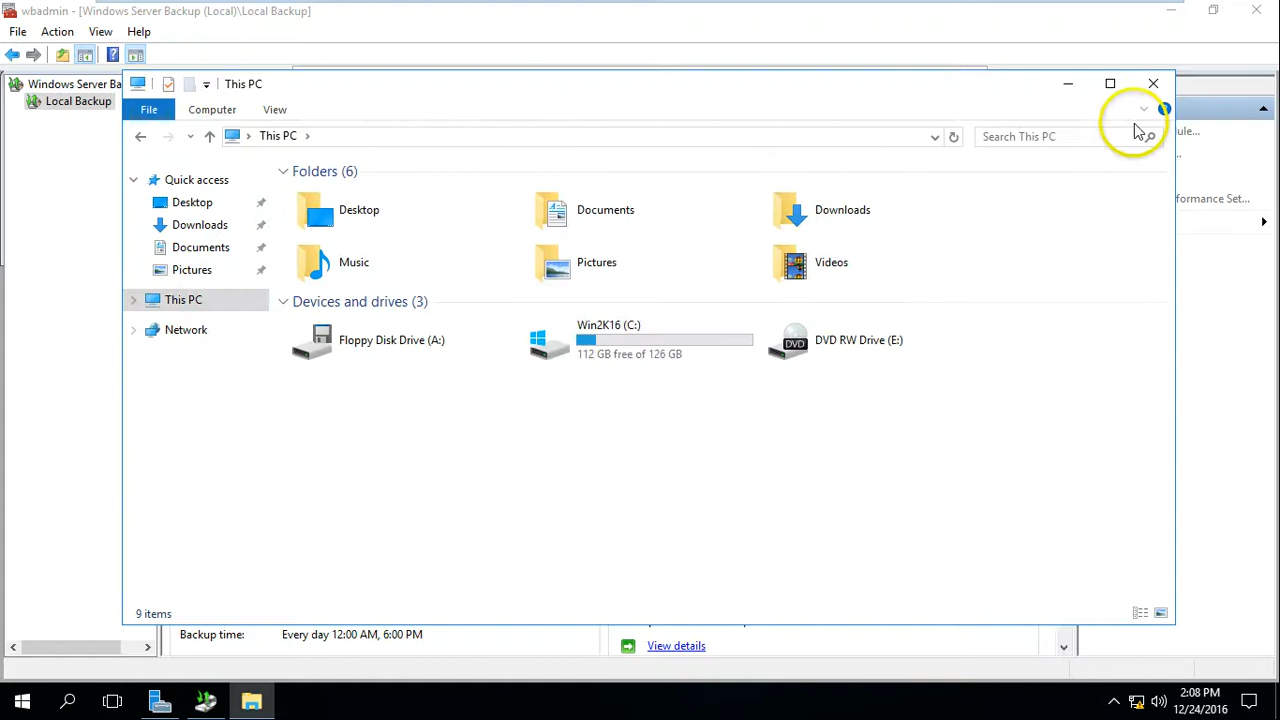 wbadmin - [Windows Server Backup (Local)\Local Backup]
File Action View Help
Windows Server Ba
Local Backup
This PC
File Computer View
This PC
Search This PC
Quick access
Desktop
Downloads
Documents
Pictures
This PC
Network
Folders (6)
Desktop
Documents
Downloads
Music
Pictures
Videos
Devices and drives (3)
Floppy Disk Drive (A:)
Win2K16 (C:)
112 GB free of 126 GB
DVD
DVD RW Drive (E:)
9 items
ule...
...
formance Set...
Backup time: Every day 12:00 AM, 6:00 PM
View details
2:08 PM
12/24/2016